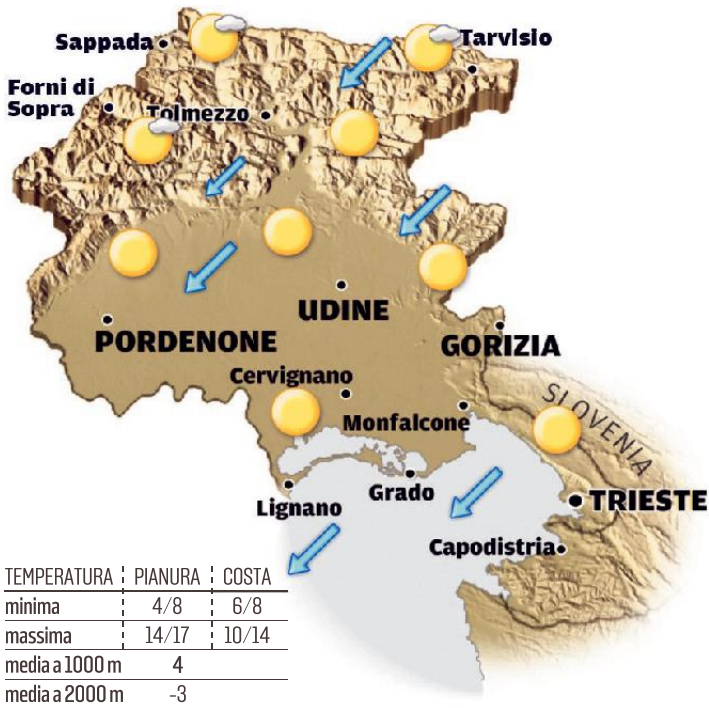 Sappada
Tarvisio
Forni di
Sopra
Tolmezzo
UDINE
PORDENONE
GORIZIA
Cervignano
SLOVENIA
Monfalcone
Grado
Lignano
TRIESTE
Capodistria
TEMPERATURA PIANURA COSTA
minima 4/8 6/8
massima 14/17 10/14
media a 1000 m 4
media a 2000 m -3